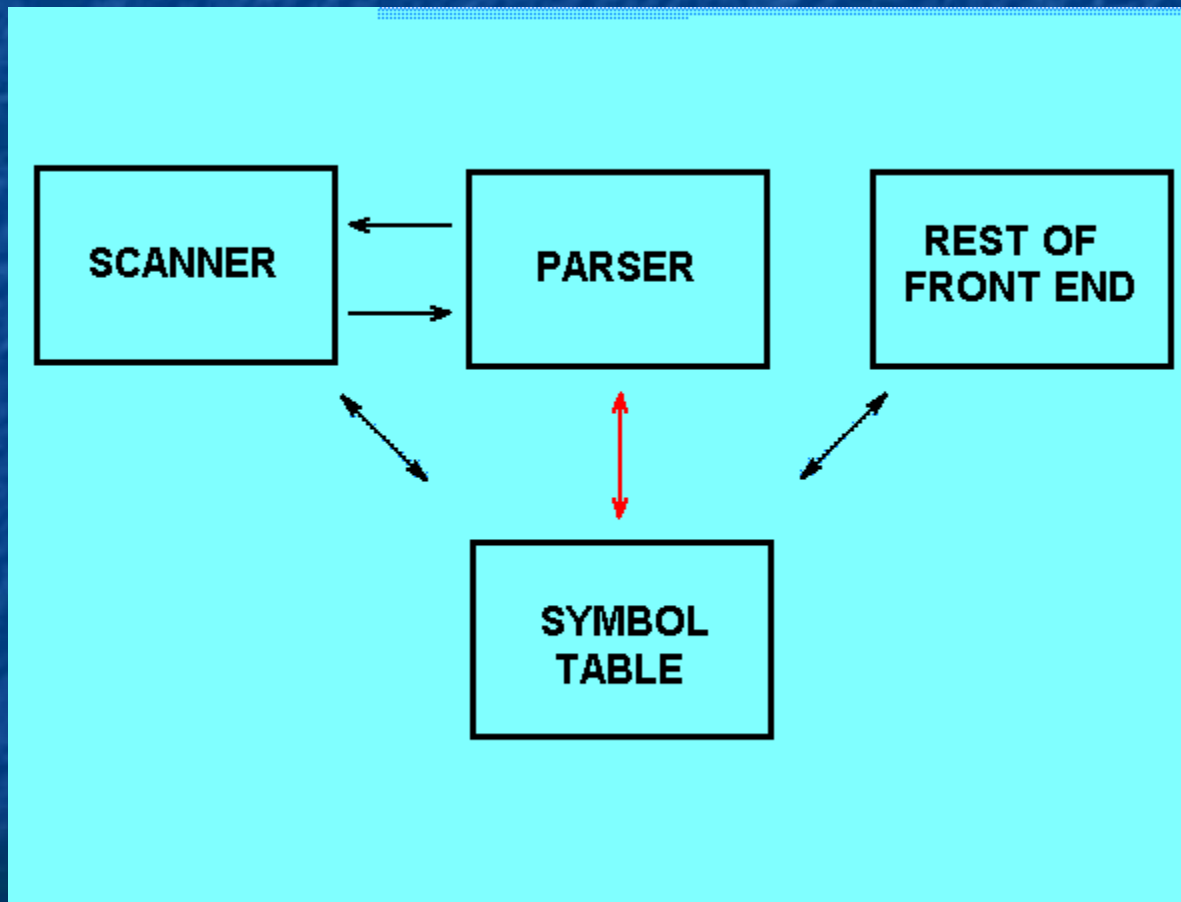 SCANNER
PARSER
REST OF
FRONT END
SYMBOL
TABLE